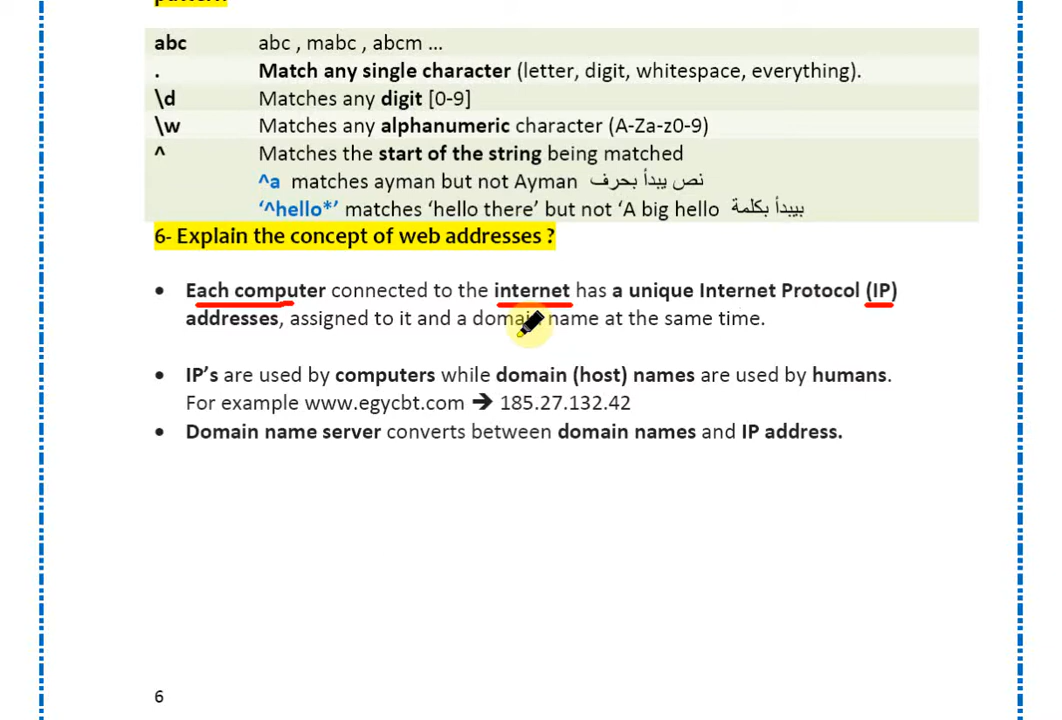 pattern
abc abc , mabc , abcm ...
. Match any single character (letter, digit, whitespace, everything).
\d Matches any digit [0-9]
\w Matches any alphanumeric character (A-Za-z0-9)
^ Matches the start of the string being matched
^a matches ayman but not Ayman نص يبدأ بحرف
‘^hello*’ matches ‘hello there’ but not ‘A big hello بيبدأ بكلمة
6- Explain the concept of web addresses ?
• Each computer connected to the internet has a unique Internet Protocol (IP)
addresses, assigned to it and a domain name at the same time.
• IP’s are used by computers while domain (host) names are used by humans.
For example www.egycbt.com ➔ 185.27.132.42
• Domain name server converts between domain names and IP address.
6